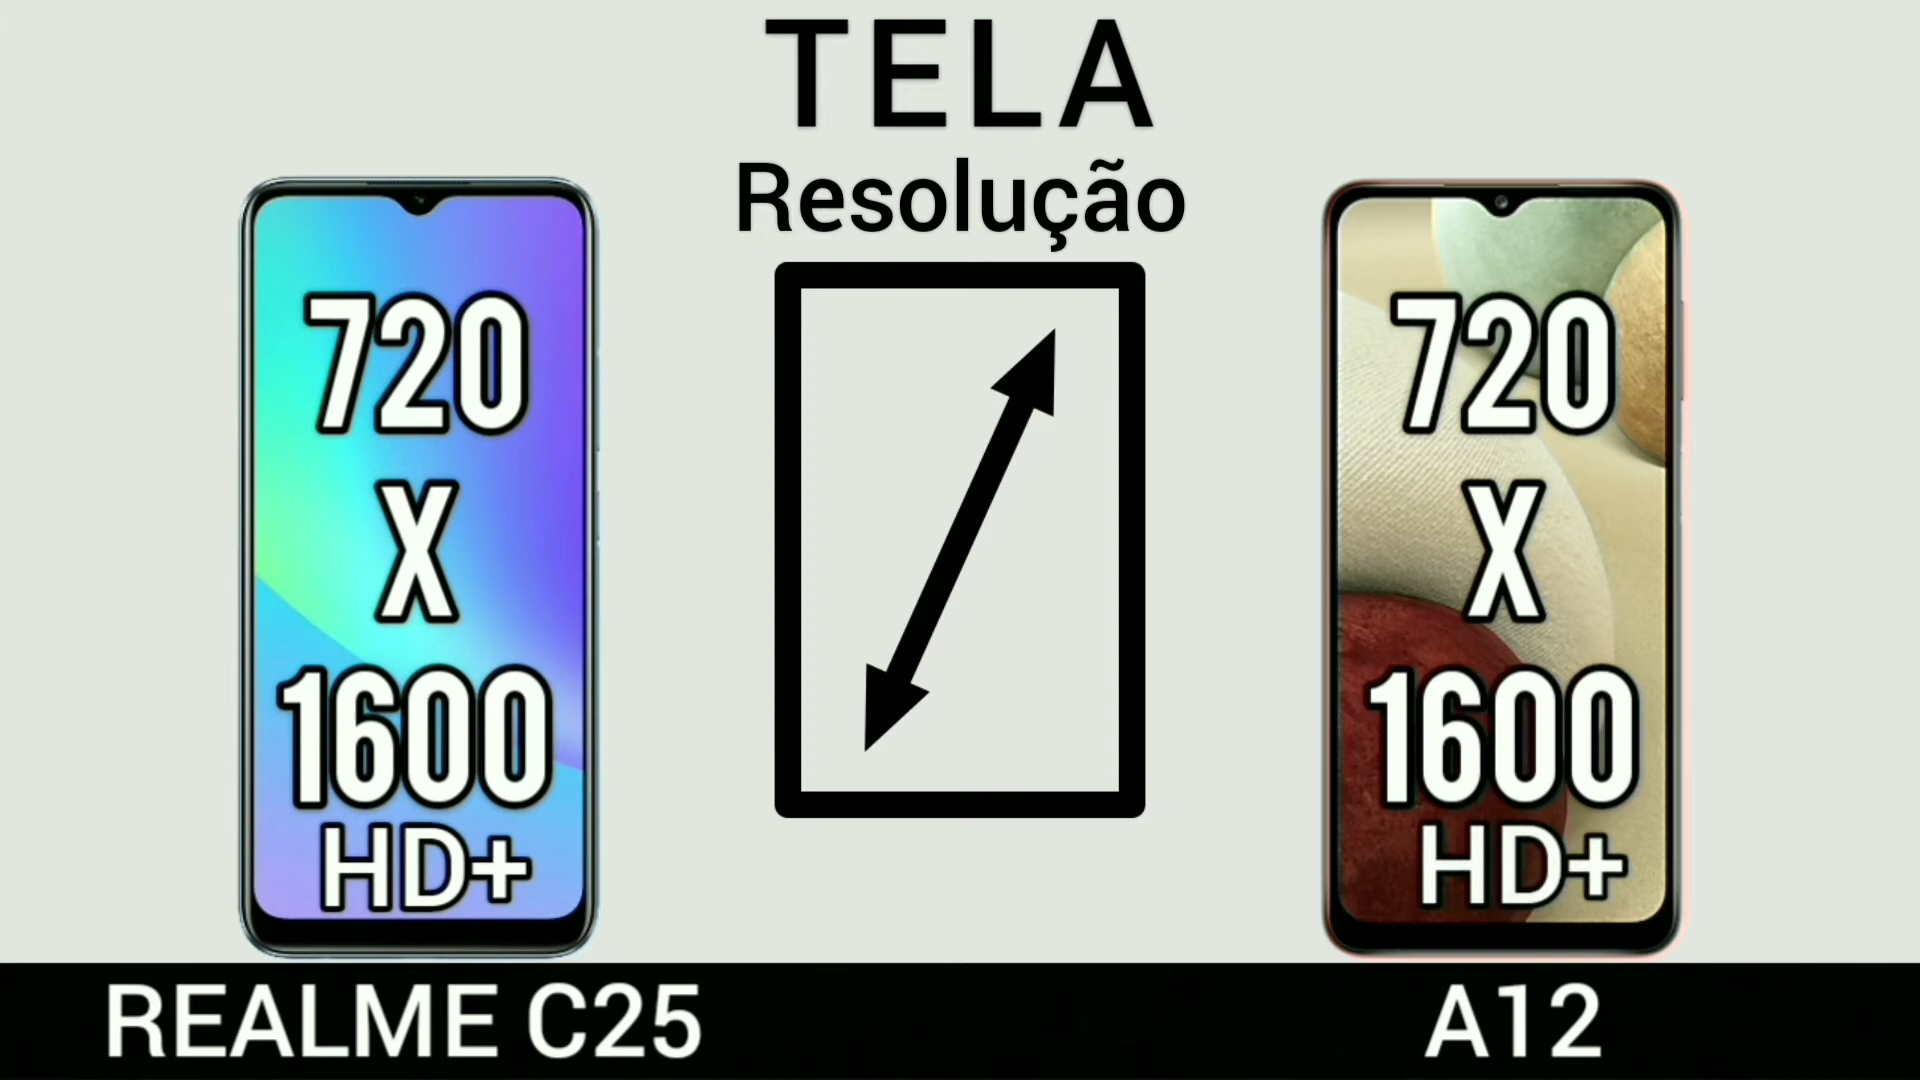 TELA
Resolução
720
X
1600
HD+
720
X
1600
HD+
REALME C25
A12